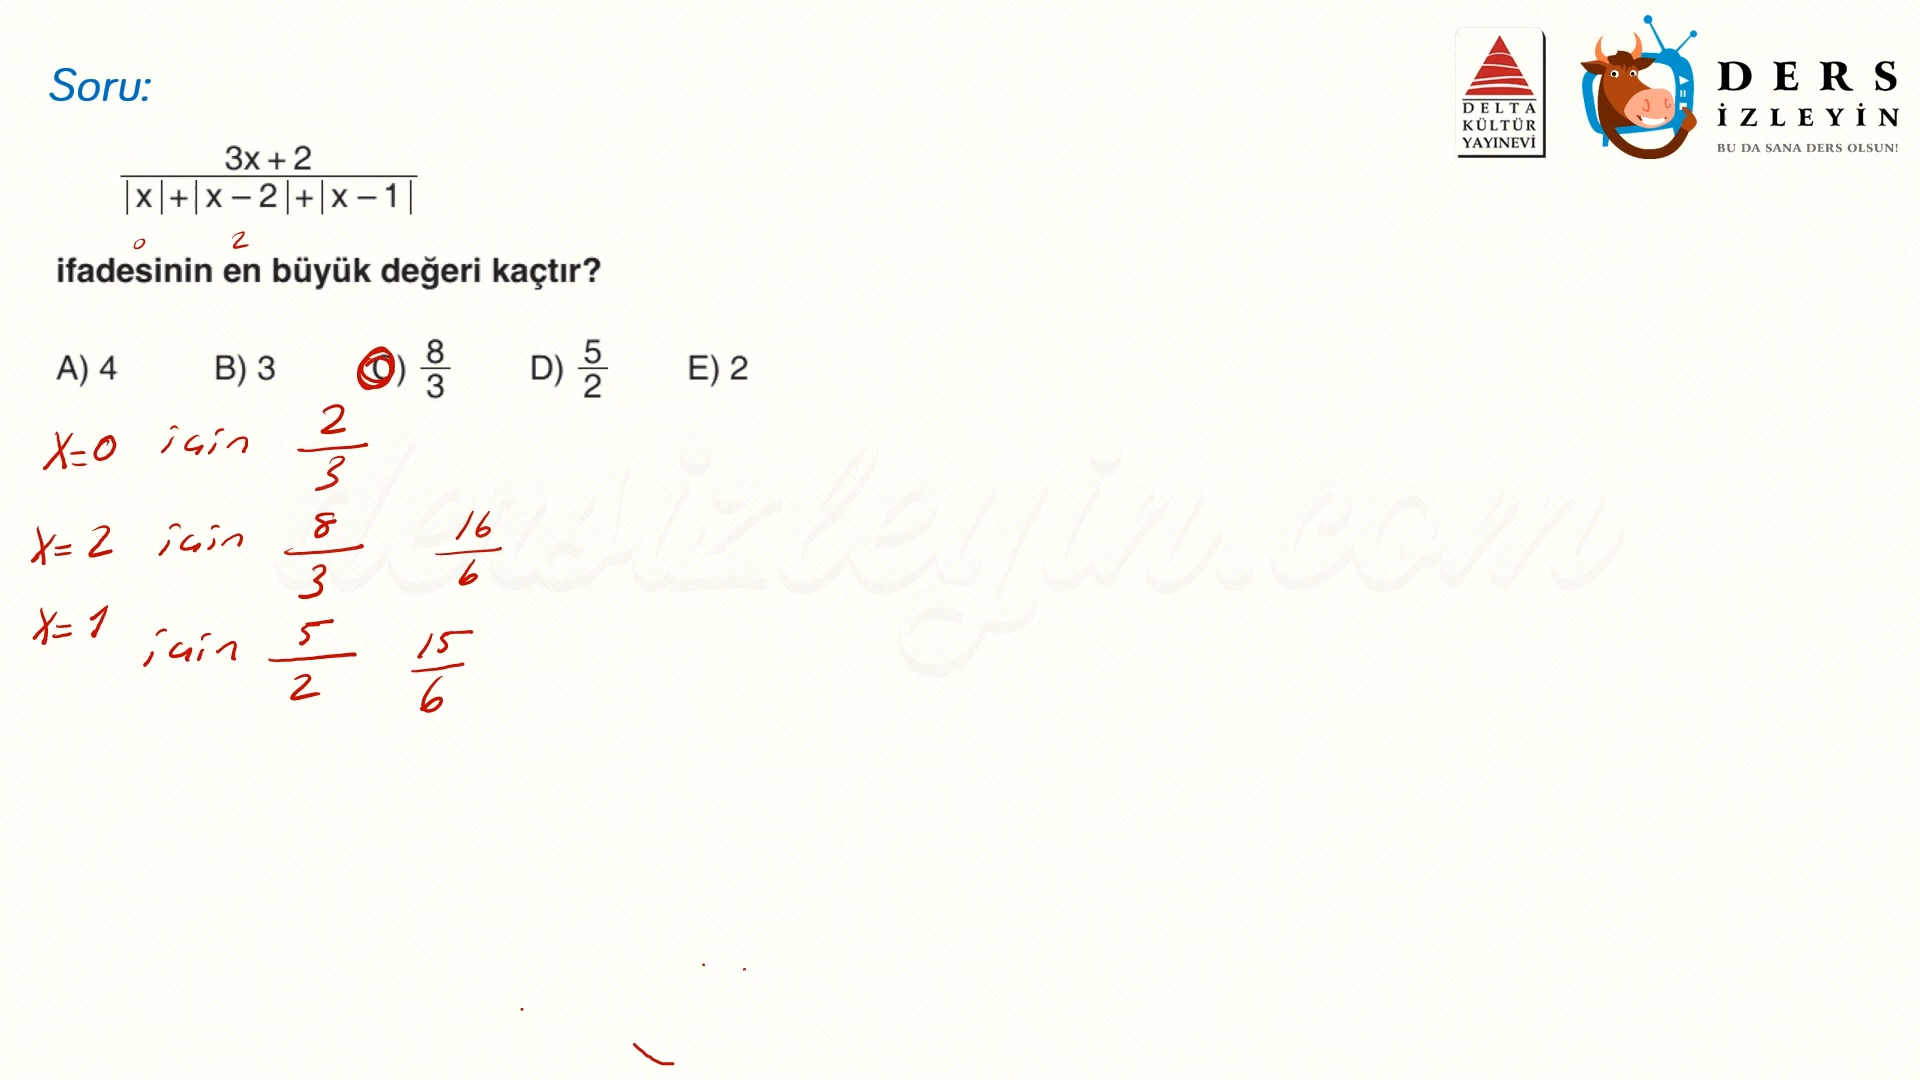 Soru:
DELTA
KÜLTÜR
YAYINEVİ
DERS
İZLEYİN
BU DA SANA DERS OLSUN!
3x + 2
|x|+|x – 2|+|x – 1|
0 2
ifadesinin en büyük değeri kaçtır?
A) 4 B) 3 C) 8/3 D) 5/2 E) 2
x=0 için 2/3
x=2 için 8/3 16/6
x=1 için 5/2 15/6
dersizleyin.com